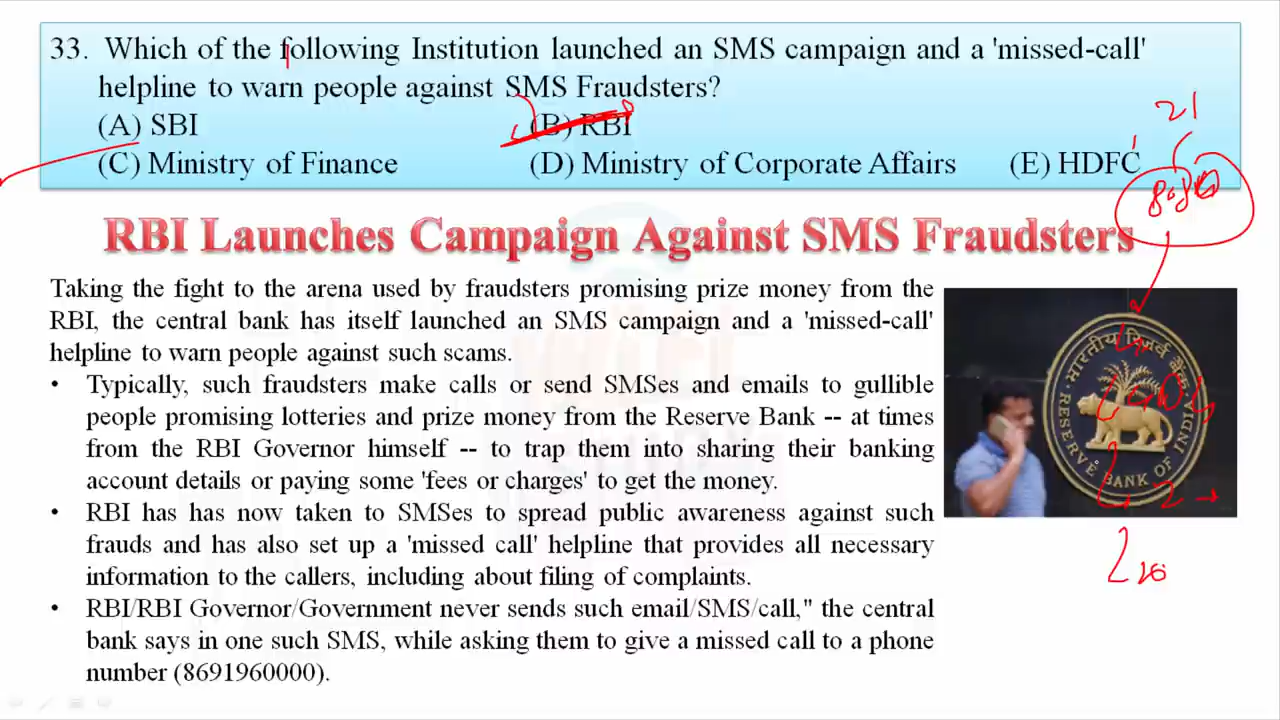 33. Which of the following Institution launched an SMS campaign and a 'missed-call'
helpline to warn people against SMS Fraudsters?
(A) SBI (B) RBI
(C) Ministry of Finance (D) Ministry of Corporate Affairs (E) HDFC
21
RBI Launches Campaign Against SMS Fraudsters
Taking the fight to the arena used by fraudsters promising prize money from the
RBI, the central bank has itself launched an SMS campaign and a 'missed-call'
helpline to warn people against such scams.
• Typically, such fraudsters make calls or send SMSes and emails to gullible
people promising lotteries and prize money from the Reserve Bank -- at times
from the RBI Governor himself -- to trap them into sharing their banking
account details or paying some 'fees or charges' to get the money.
• RBI has has now taken to SMSes to spread public awareness against such
frauds and has also set up a 'missed call' helpline that provides all necessary
information to the callers, including about filing of complaints.
• RBI/RBI Governor/Government never sends such email/SMS/call," the central
bank says in one such SMS, while asking them to give a missed call to a phone
number (8691960000).
भारतीय रिज़र्व बैंक
RESERVE BANK OF INDIA